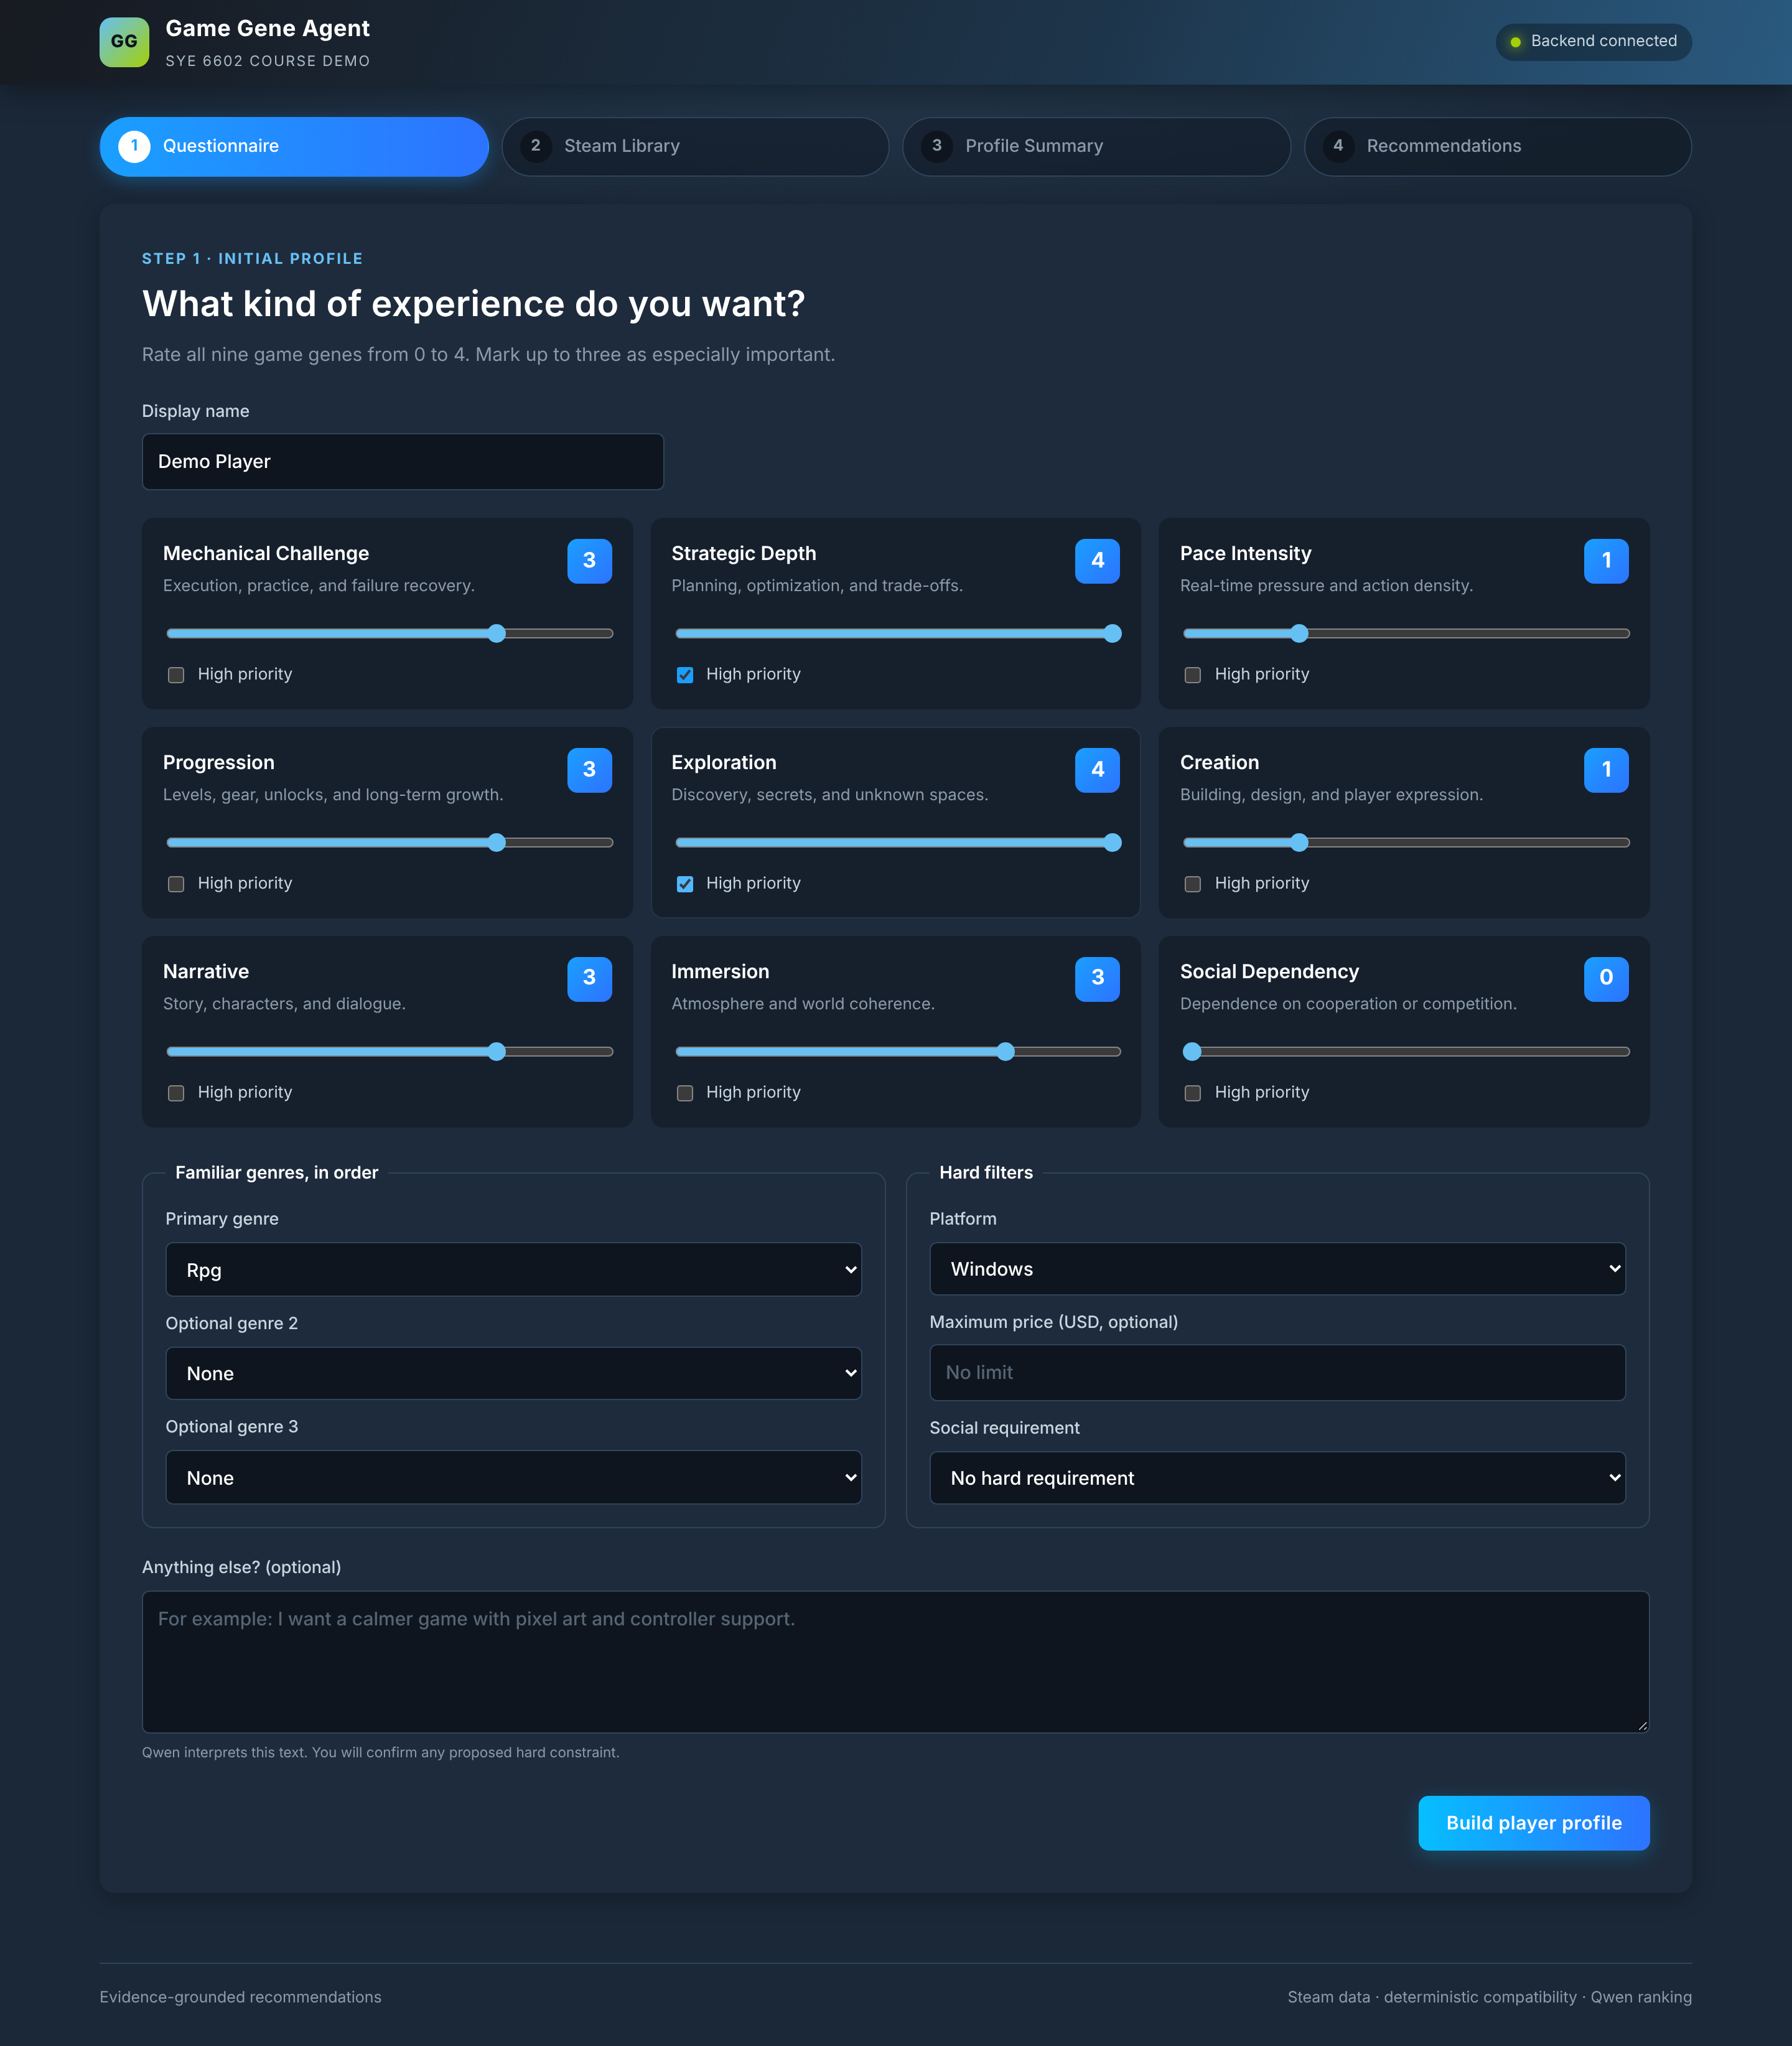 GG
Game Gene Agent
SYE 6602 COURSE DEMO
Backend connected
1 Questionnaire
2 Steam Library
3 Profile Summary
4 Recommendations
STEP 1 · INITIAL PROFILE
What kind of experience do you want?
Rate all nine game genes from 0 to 4. Mark up to three as especially important.
Display name
Demo Player
Mechanical Challenge
3
Execution, practice, and failure recovery.
High priority
Strategic Depth
4
Planning, optimization, and trade-offs.
High priority
Pace Intensity
1
Real-time pressure and action density.
High priority
Progression
3
Levels, gear, unlocks, and long-term growth.
High priority
Exploration
4
Discovery, secrets, and unknown spaces.
High priority
Creation
1
Building, design, and player expression.
High priority
Narrative
3
Story, characters, and dialogue.
High priority
Immersion
3
Atmosphere and world coherence.
High priority
Social Dependency
0
Dependence on cooperation or competition.
High priority
Familiar genres, in order
Primary genre
Rpg
Optional genre 2
None
Optional genre 3
None
Hard filters
Platform
Windows
Maximum price (USD, optional)
No limit
Social requirement
No hard requirement
Anything else? (optional)
For example: I want a calmer game with pixel art and controller support.
Qwen interprets this text. You will confirm any proposed hard constraint.
Build player profile
Evidence-grounded recommendations
Steam data · deterministic compatibility · Qwen ranking